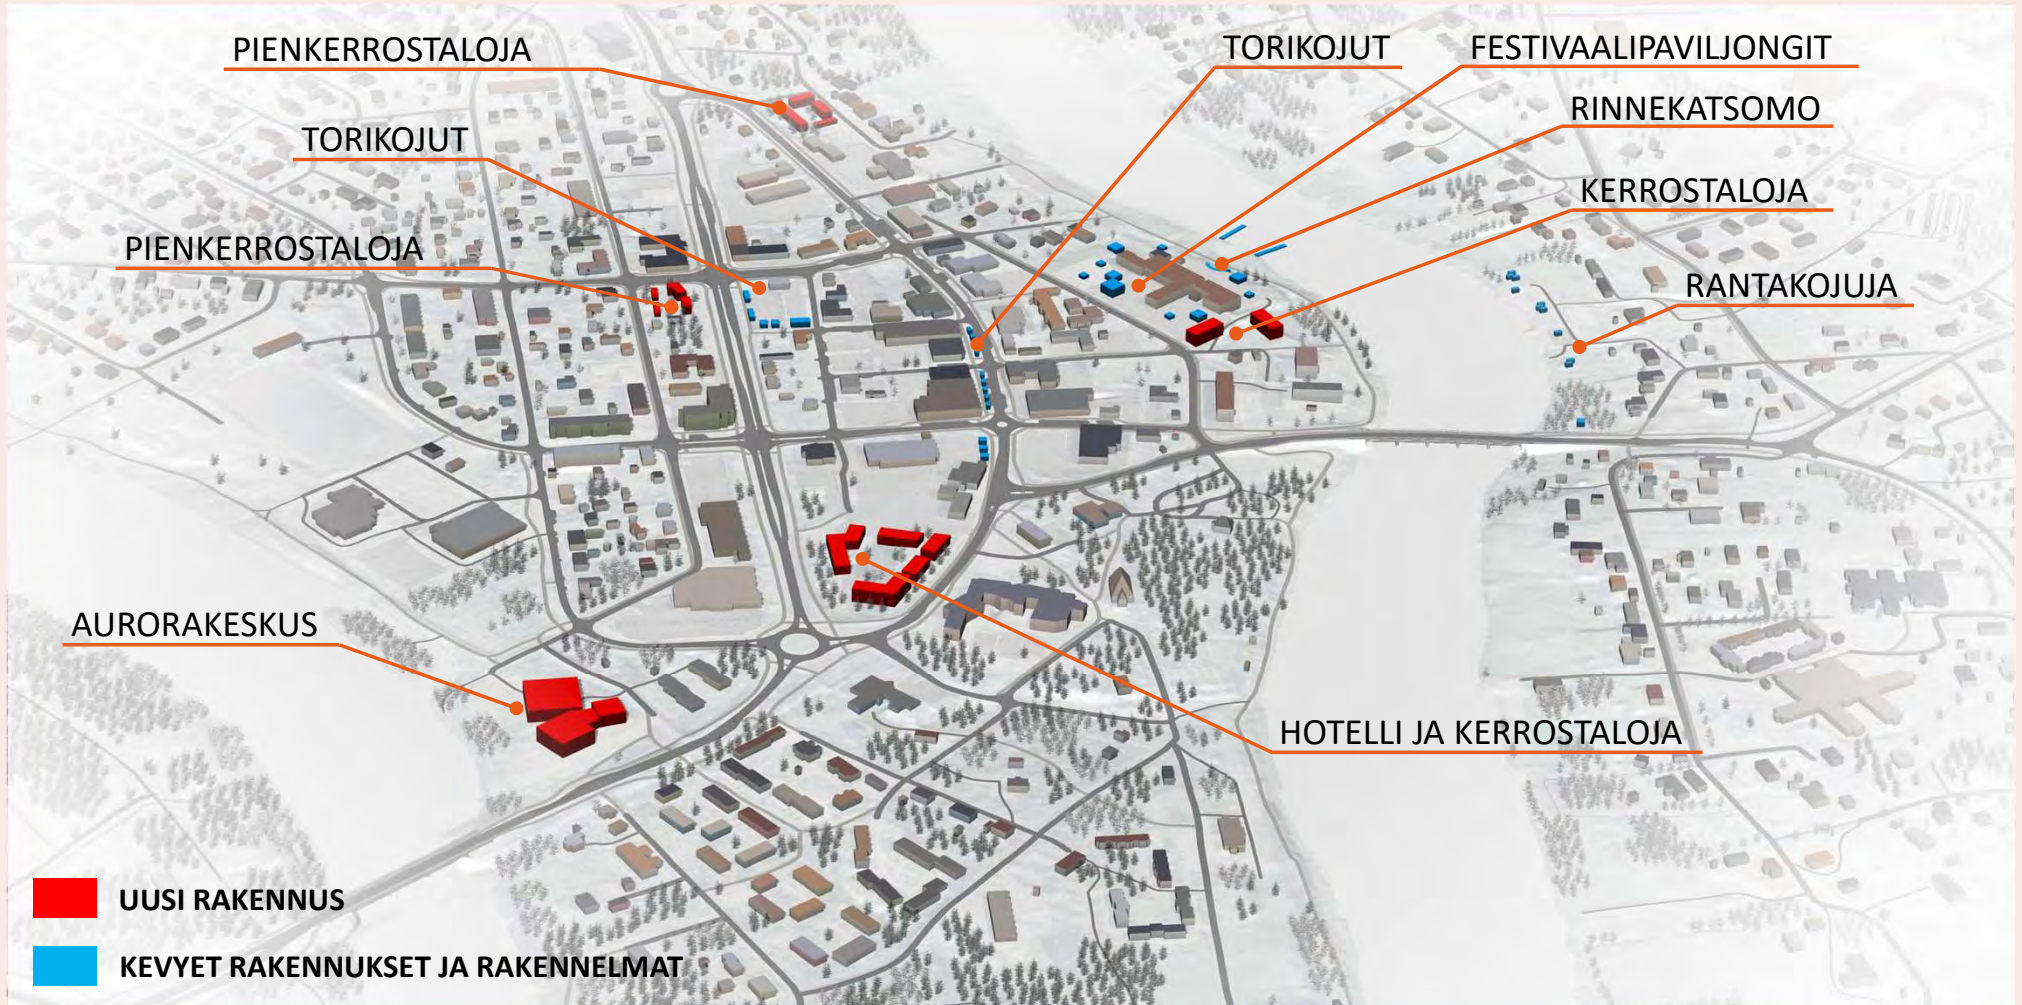 PIENKERROSTALOJA
TORIKOJUT
FESTIVAALIPAVILJONGIT
RINNEKATSOMO
TORIKOJUT
KERROSTALOJA
PIENKERROSTALOJA
RANTAKOJUJA
AURORAKESKUS
HOTELLI JA KERROSTALOJA
UUSI RAKENNUS
KEVYET RAKENNUKSET JA RAKENNELMAT